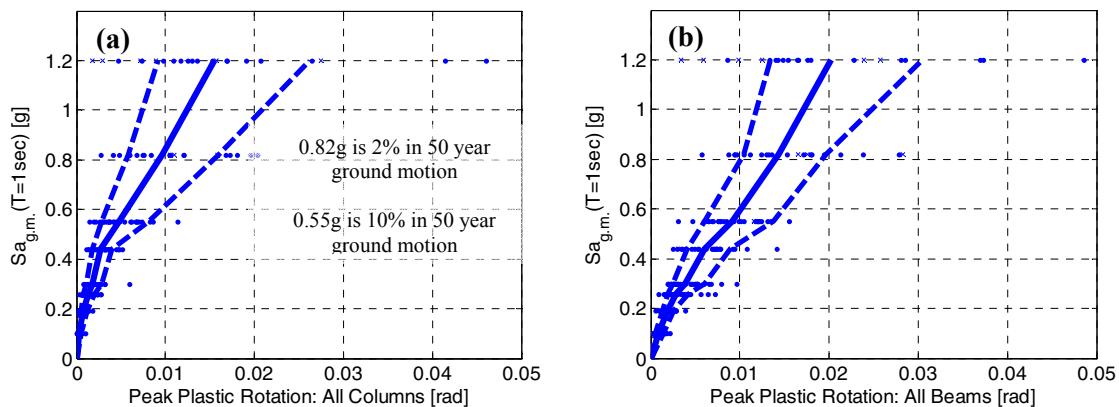 (a)
1.2
1
0.8
0.6
0.4
0.2
0
Sa_g.m. (T=1sec) [g]
0.82g is 2% in 50 year
ground motion
0.55g is 10% in 50 year
ground motion
0 0.01 0.02 0.03 0.04 0.05
Peak Plastic Rotation: All Columns [rad]
(b)
1.2
1
0.8
0.6
0.4
0.2
0
Sa_g.m. (T=1sec) [g]
0 0.01 0.02 0.03 0.04 0.05
Peak Plastic Rotation: All Beams [rad]